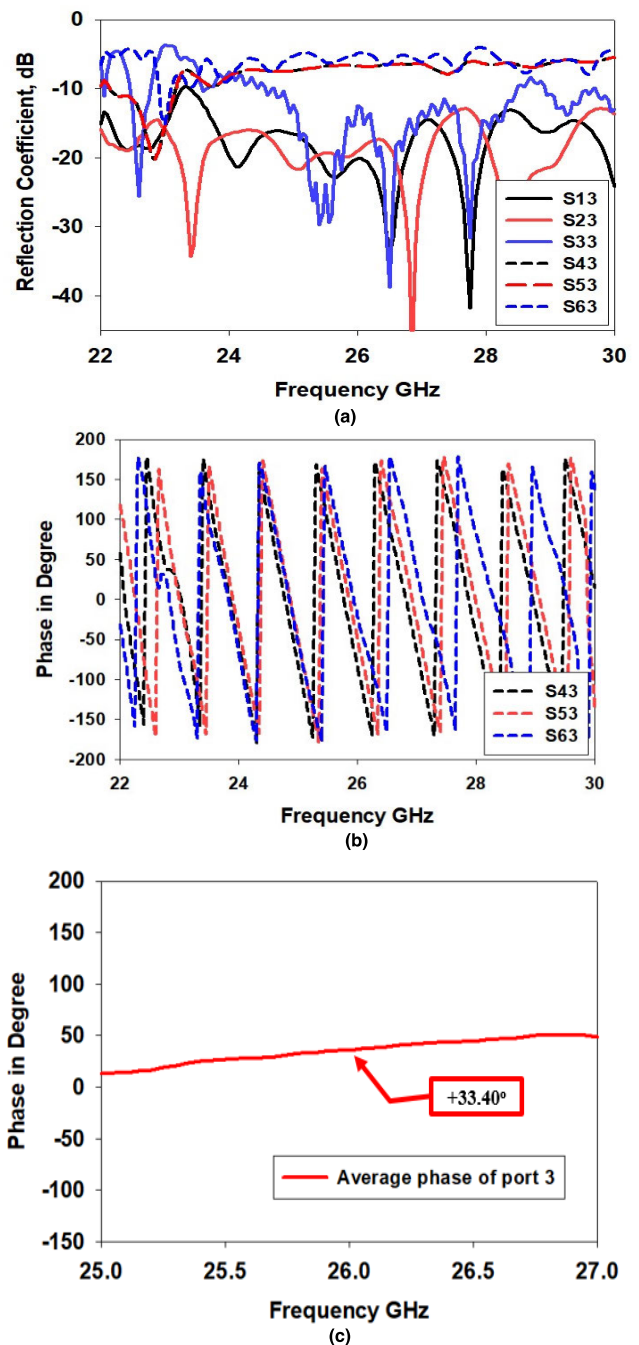 0
-10
-20
-30
-40
Reflection Coefficient, dB
S13
S23
S33
S43
S53
S63
22 24 26 28 30
Frequency GHz
(a)
200
150
100
50
0
-50
-100
-150
-200
Phase in Degree
S43
S53
S63
22 24 26 28 30
Frequency GHz
(b)
200
150
100
50
0
-50
-100
-150
Phase in Degree
+33.40º
Average phase of port 3
25.0 25.5 26.0 26.5 27.0
Frequency GHz
(c)